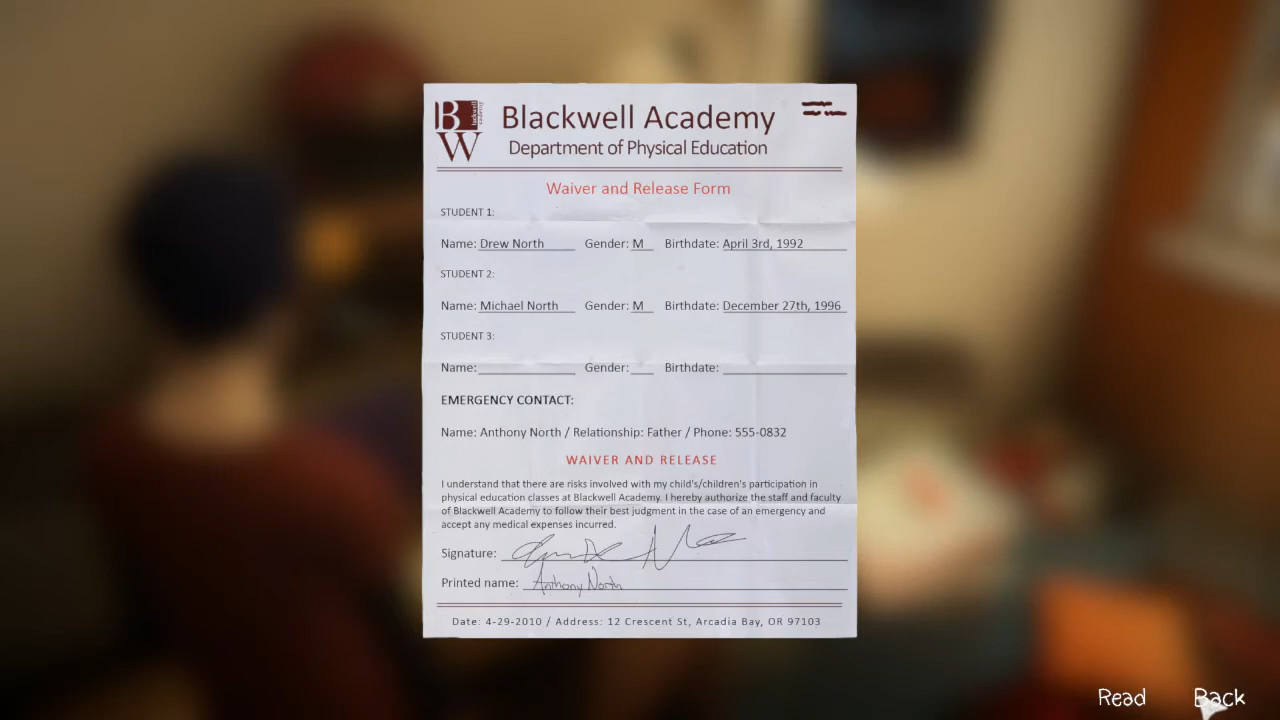 Blackwell Academy
Department of Physical Education
BW
Waiver and Release Form
STUDENT 1:
Name: Drew North Gender: M Birthdate: April 3rd, 1992
STUDENT 2:
Name: Michael North Gender: M Birthdate: December 27th, 1996
STUDENT 3:
Name: Gender: Birthdate:
EMERGENCY CONTACT:
Name: Anthony North / Relationship: Father / Phone: 555-0832
WAIVER AND RELEASE
I understand that there are risks involved with my child's/children's participation in
physical education classes at Blackwell Academy. I hereby authorize the staff and faculty
of Blackwell Academy to follow their best judgment in the case of an emergency and
accept any medical expenses incurred.
Signature:
Printed name: Anthony North
Date: 4-29-2010 / Address: 12 Crescent St, Arcadia Bay, OR 97103
Read Back